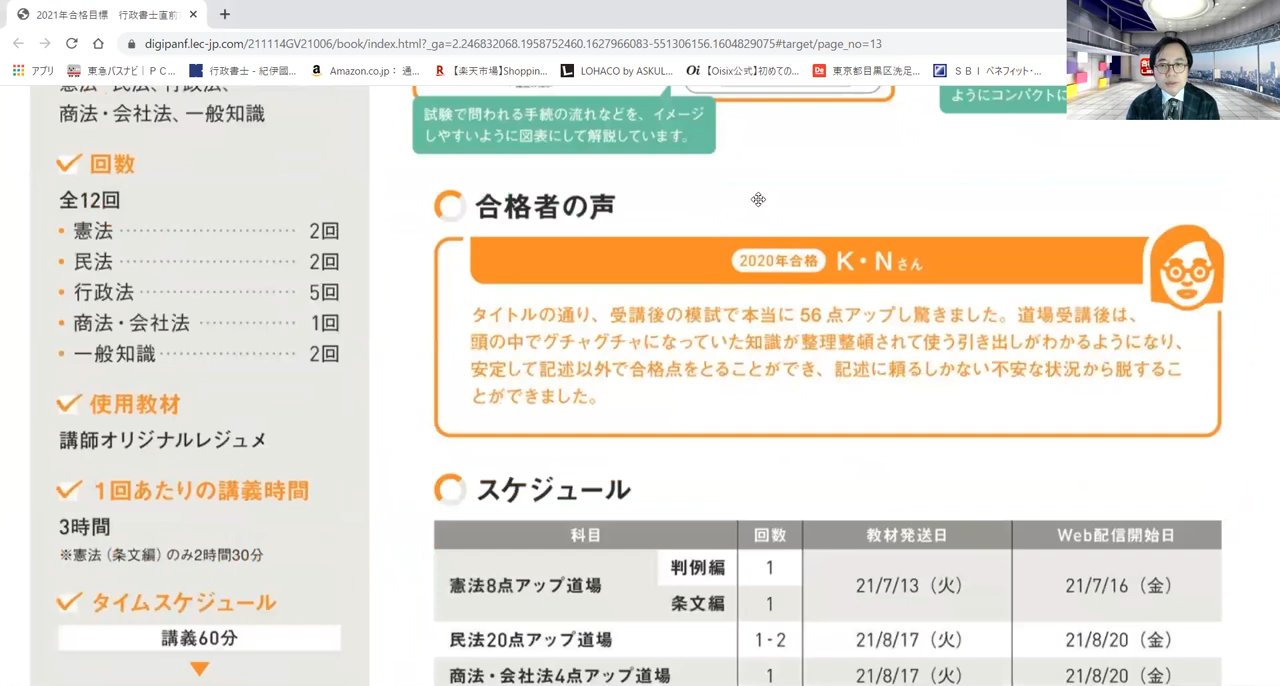 2021年合格目標　行政書士直前
digipanf.lec-jp.com/211114GV21006/book/index.html?_ga=2.246832068.1958752460.1627966083-551306156.1604829075#target/page_no=13
アプリ
東急バスナビ｜ＰＣ...
行政書士・紀伊國...
Amazon.co.jp： 通...
【楽天市場】Shoppin...
LOHACO by ASKUL...
【Oisix公式】初めての...
東京都目黒区洗足...
ＳＢＩ ベネフィット・...
憲法・民法、行政法、
商法・会社法、一般知識
回数
全12回
・憲法 2回
・民法 2回
・行政法 5回
・商法・会社法 1回
・一般知識 2回
使用教材
講師オリジナルレジュメ
1回あたりの講義時間
3時間
※憲法（条文編）のみ2時間30分
タイムスケジュール
講義60分
試験で問われる手続の流れなどを、イメージ
しやすいように図表にして解説しています。
ようにコンパクトに
合格者の声
2020年合格 K・Nさん
タイトルの通り、受講後の模試で本当に 56 点アップし驚きました。道場受講後は、
頭の中でグチャグチャになっていた知識が整理整頓されて使う引き出しがわかるようになり、
安定して記述以外で合格点をとることができ、記述に頼るしかない不安な状況から脱するこ
とができました。
スケジュール
科目 回数 教材発送日 Web配信開始日
憲法8点アップ道場 判例編 1 21/7/13（火） 21/7/16（金）
条文編 1
民法20点アップ道場 1-2 21/8/17（火） 21/8/20（金）
商法・会社法4点アップ道場 1 21/8/17（火） 21/8/20（金）